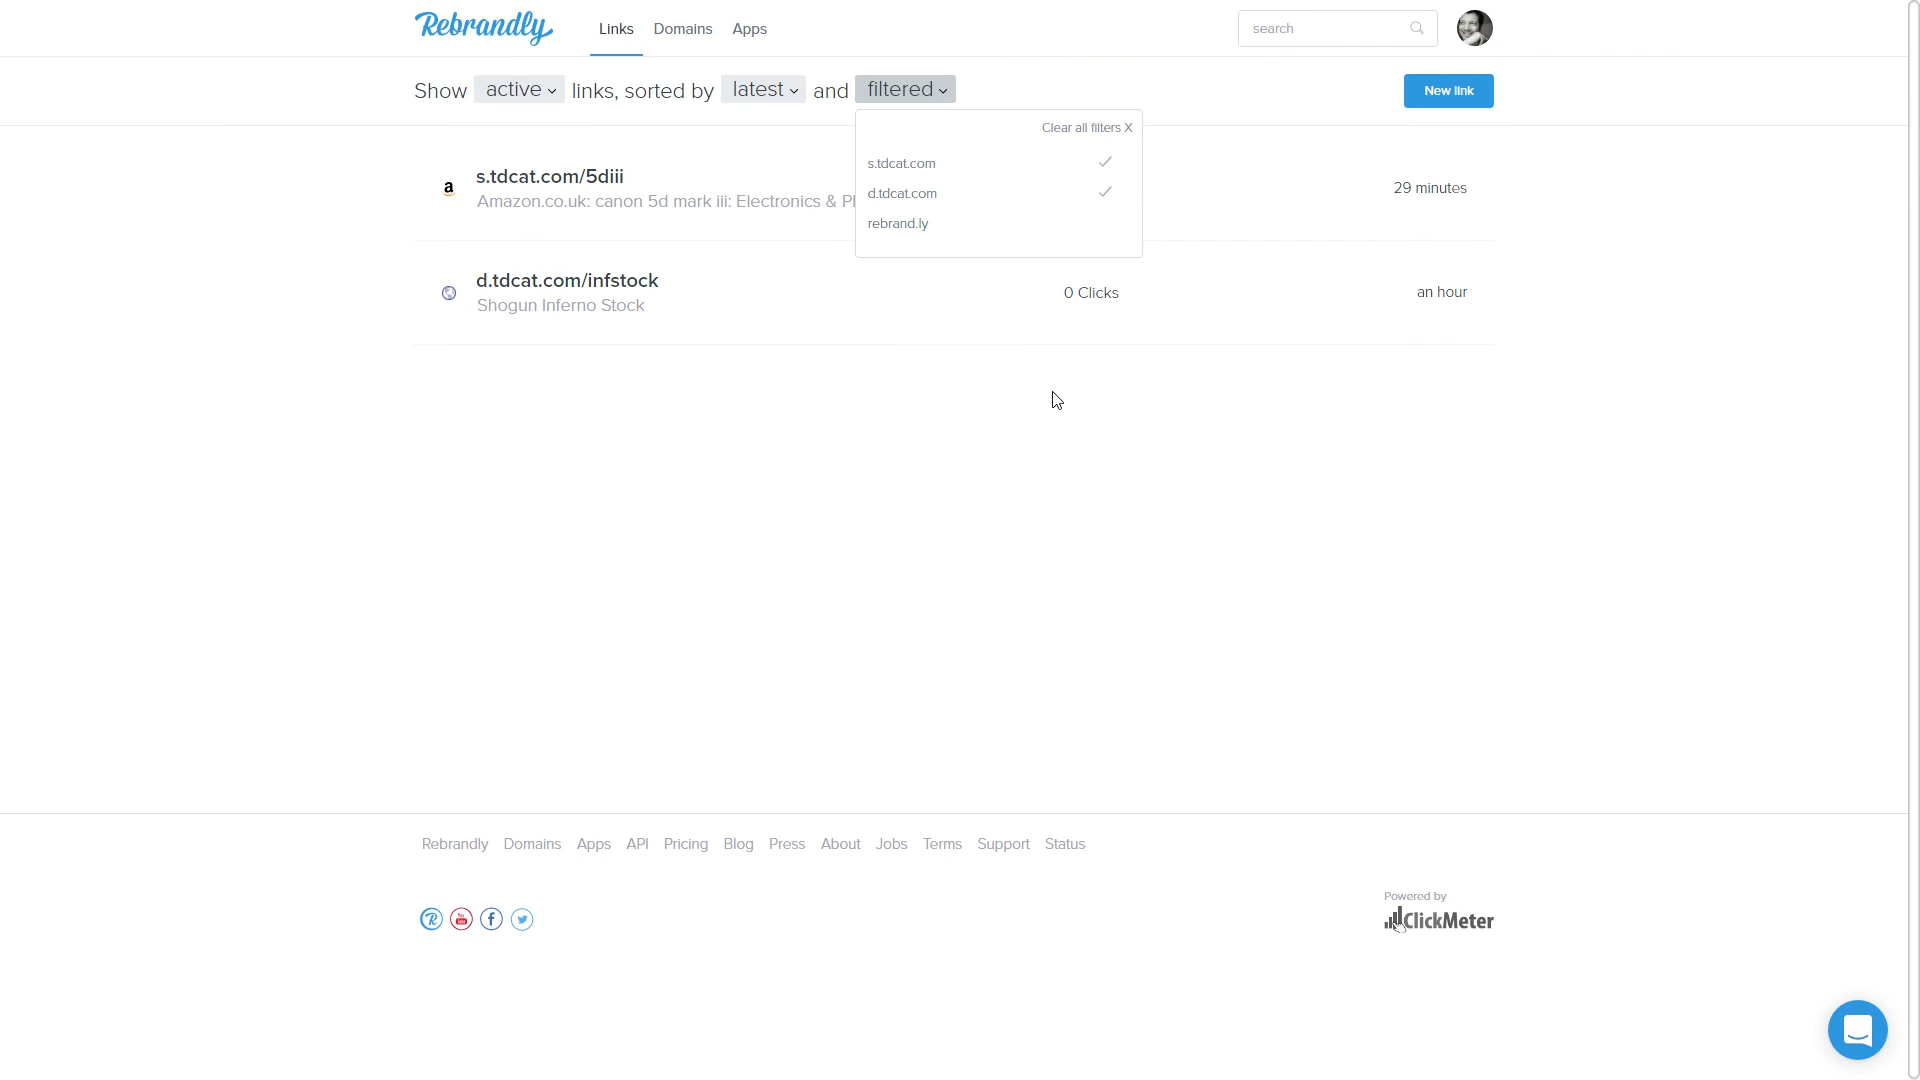 Rebrandly Links Domains Apps search
Show active links, sorted by latest and filtered New link
Clear all filters X
s.tdcat.com
d.tdcat.com
rebrand.ly
s.tdcat.com/5diii
Amazon.co.uk: canon 5d mark iii: Electronics &
29 minutes
d.tdcat.com/infstock
Shogun Inferno Stock
0 Clicks
an hour
Rebrandly Domains Apps API Pricing Blog Press About Jobs Terms Support Status
Powered by
ClickMeter